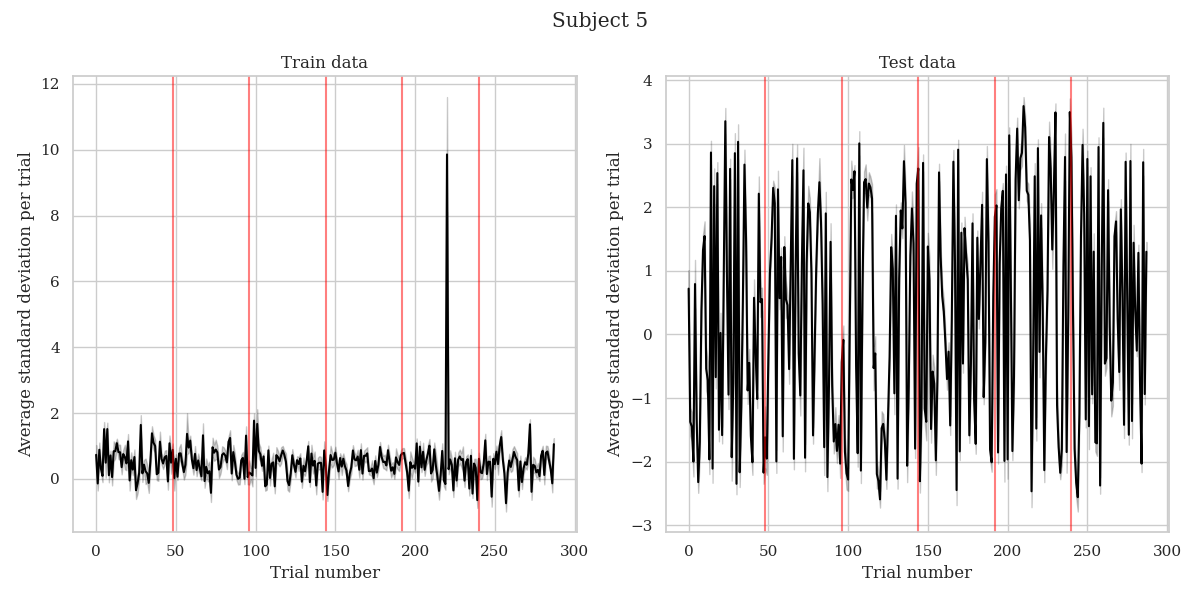 Subject 5
Train data
Average standard deviation per trial
12
10
8
6
4
2
0
0 50 100 150 200 250 300
Trial number
Test data
Average standard deviation per trial
4
3
2
1
0
−1
−2
−3
0 50 100 150 200 250 300
Trial number